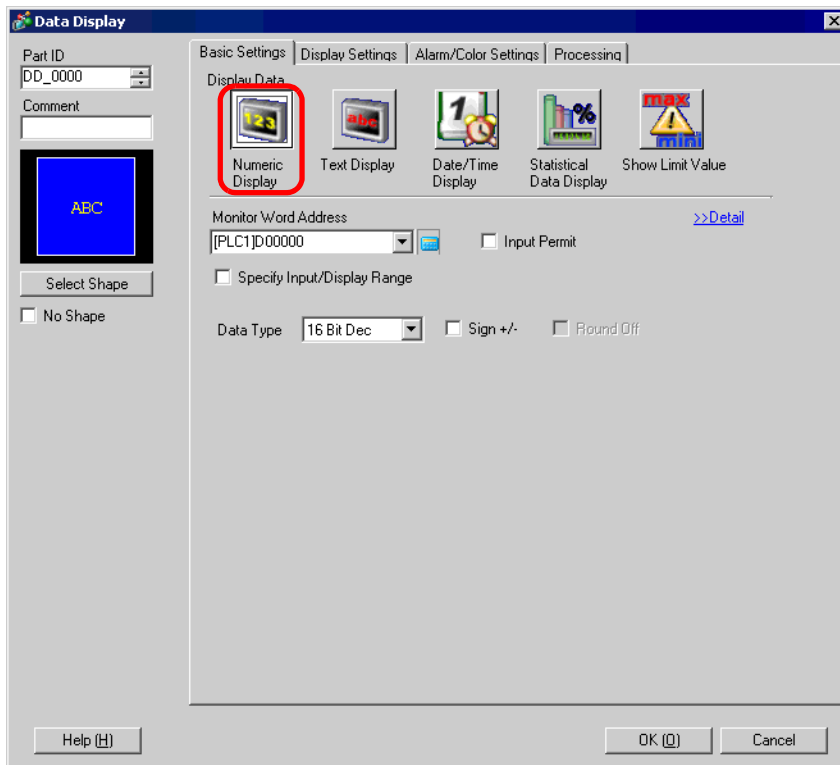 Data Display
Part ID
DD_0000
Comment
ABC
Select Shape
No Shape
Basic Settings
Display Settings
Alarm/Color Settings
Processing
Display Data
123
Numeric
Display
abc
Text Display
1
Date/Time
Display
%
Statistical
Data Display
max
mini
Show Limit Value
Monitor Word Address
>>Detail
[PLC1]D00000
Input Permit
Specify Input/Display Range
Data Type
16 Bit Dec
Sign +/-
Round Off
Help (H)
OK (O)
Cancel